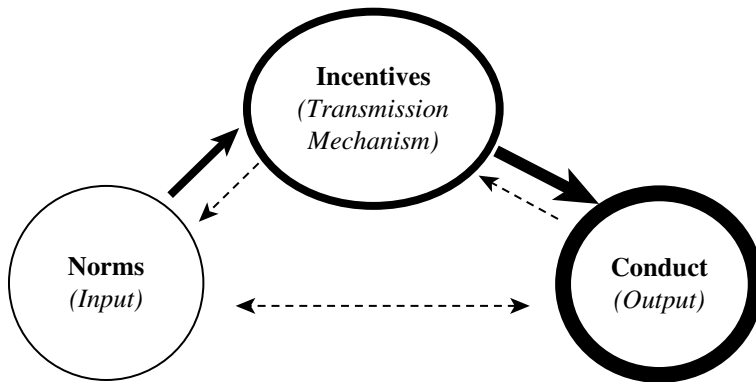 Incentives
(Transmission
Mechanism)
Norms
(Input)
Conduct
(Output)